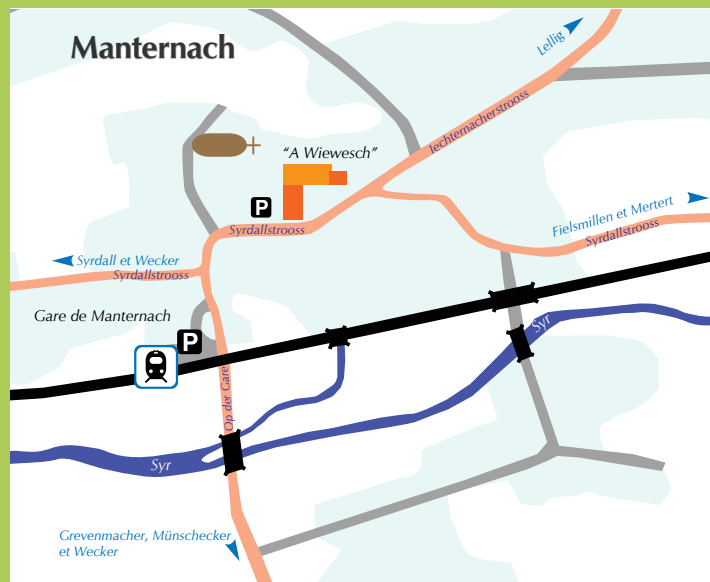 Manternach
Lellig
Iechternacherstrooss
"A Wiewesch"
P
Syrdallstrooss
Fielsmillen et Mertert
Syrdallstrooss
Syrdall et Wecker
Syrdallstrooss
Gare de Manternach
P
Syr
Op der Gare
Syr
Grevenmacher, Münschecker
et Wecker